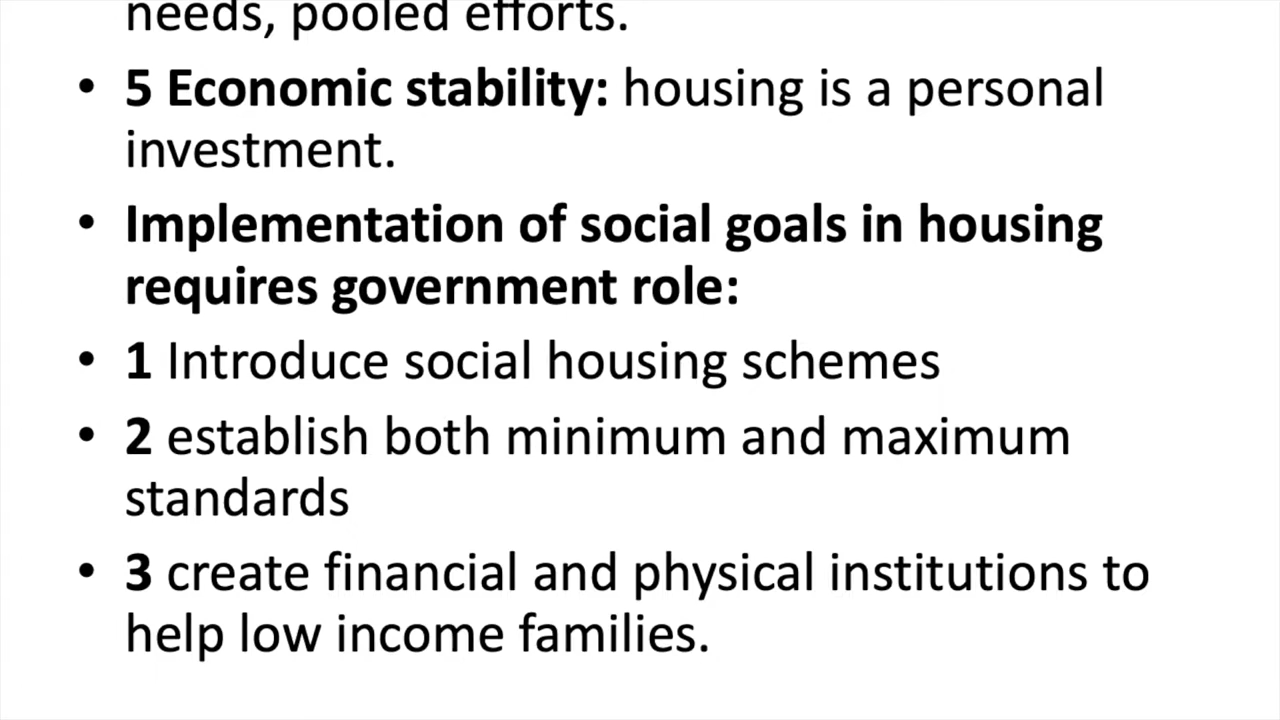 needs, pooled efforts.
• 5 Economic stability: housing is a personal
investment.
• Implementation of social goals in housing
requires government role:
• 1 Introduce social housing schemes
• 2 establish both minimum and maximum
standards
• 3 create financial and physical institutions to
help low income families.